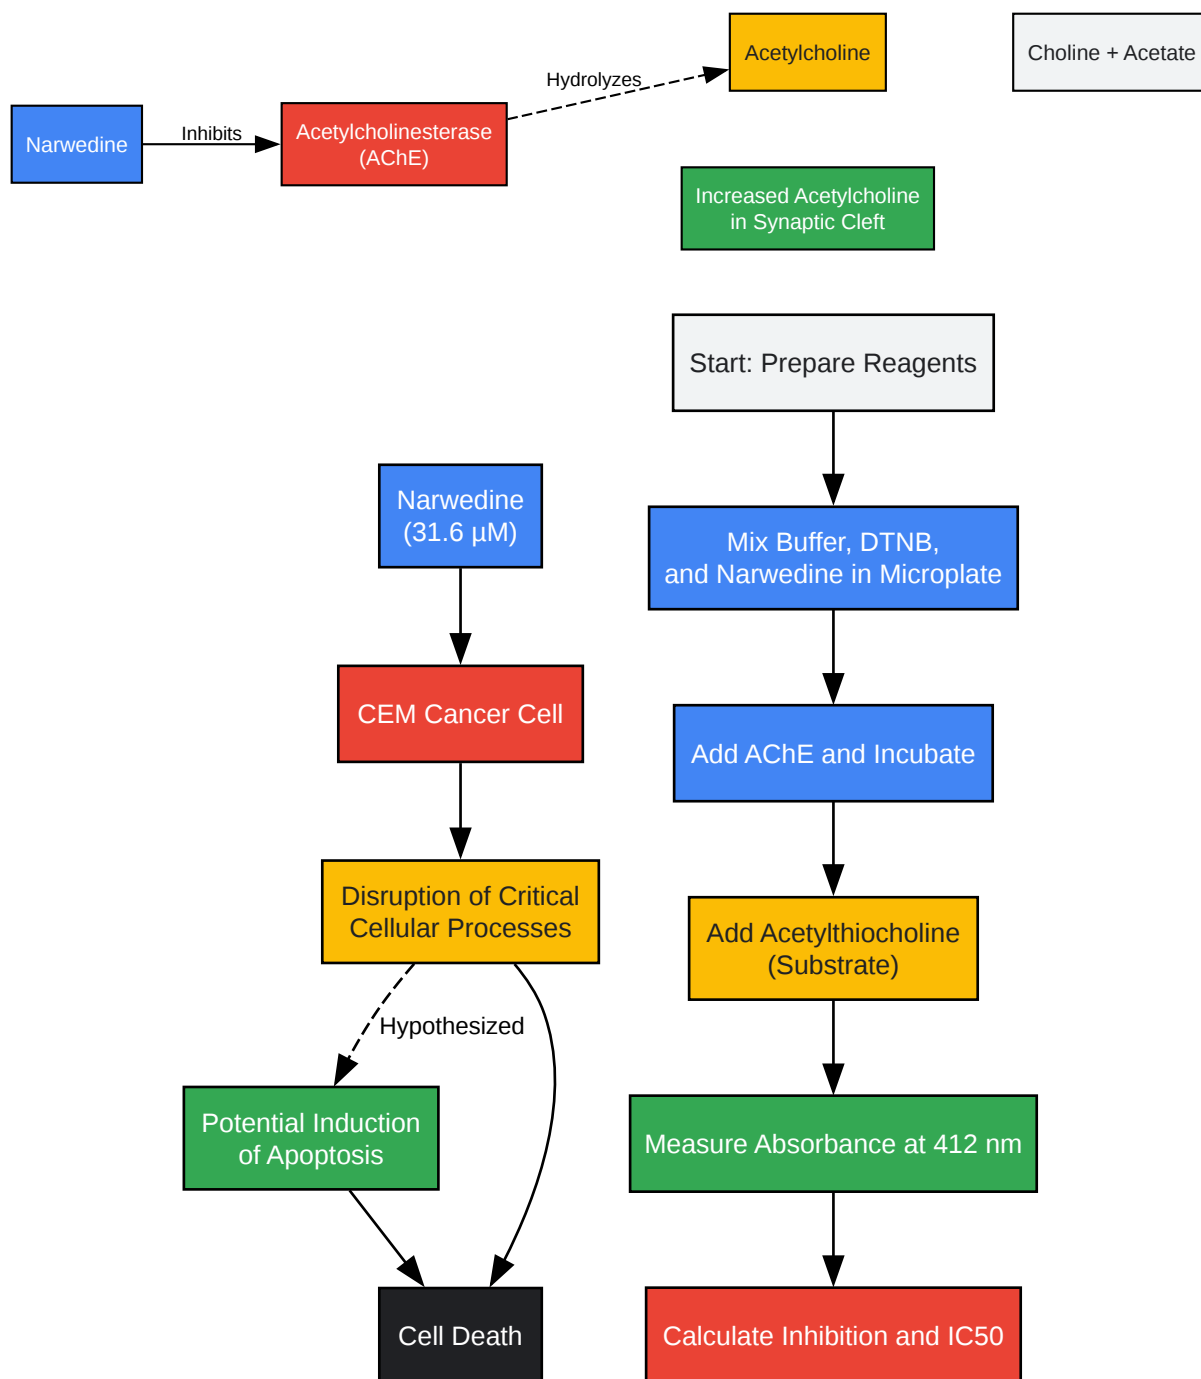 Narwedine
Inhibits
Acetylcholinesterase
(AChE)
Hydrolyzes
Acetylcholine
Choline + Acetate
Increased Acetylcholine
in Synaptic Cleft
Narwedine
(31.6 µM)
CEM Cancer Cell
Disruption of Critical
Cellular Processes
Hypothesized
Potential Induction
of Apoptosis
Cell Death
Start: Prepare Reagents
Mix Buffer, DTNB,
and Narwedine in Microplate
Add AChE and Incubate
Add Acetylthiocholine
(Substrate)
Measure Absorbance at 412 nm
Calculate Inhibition and IC50